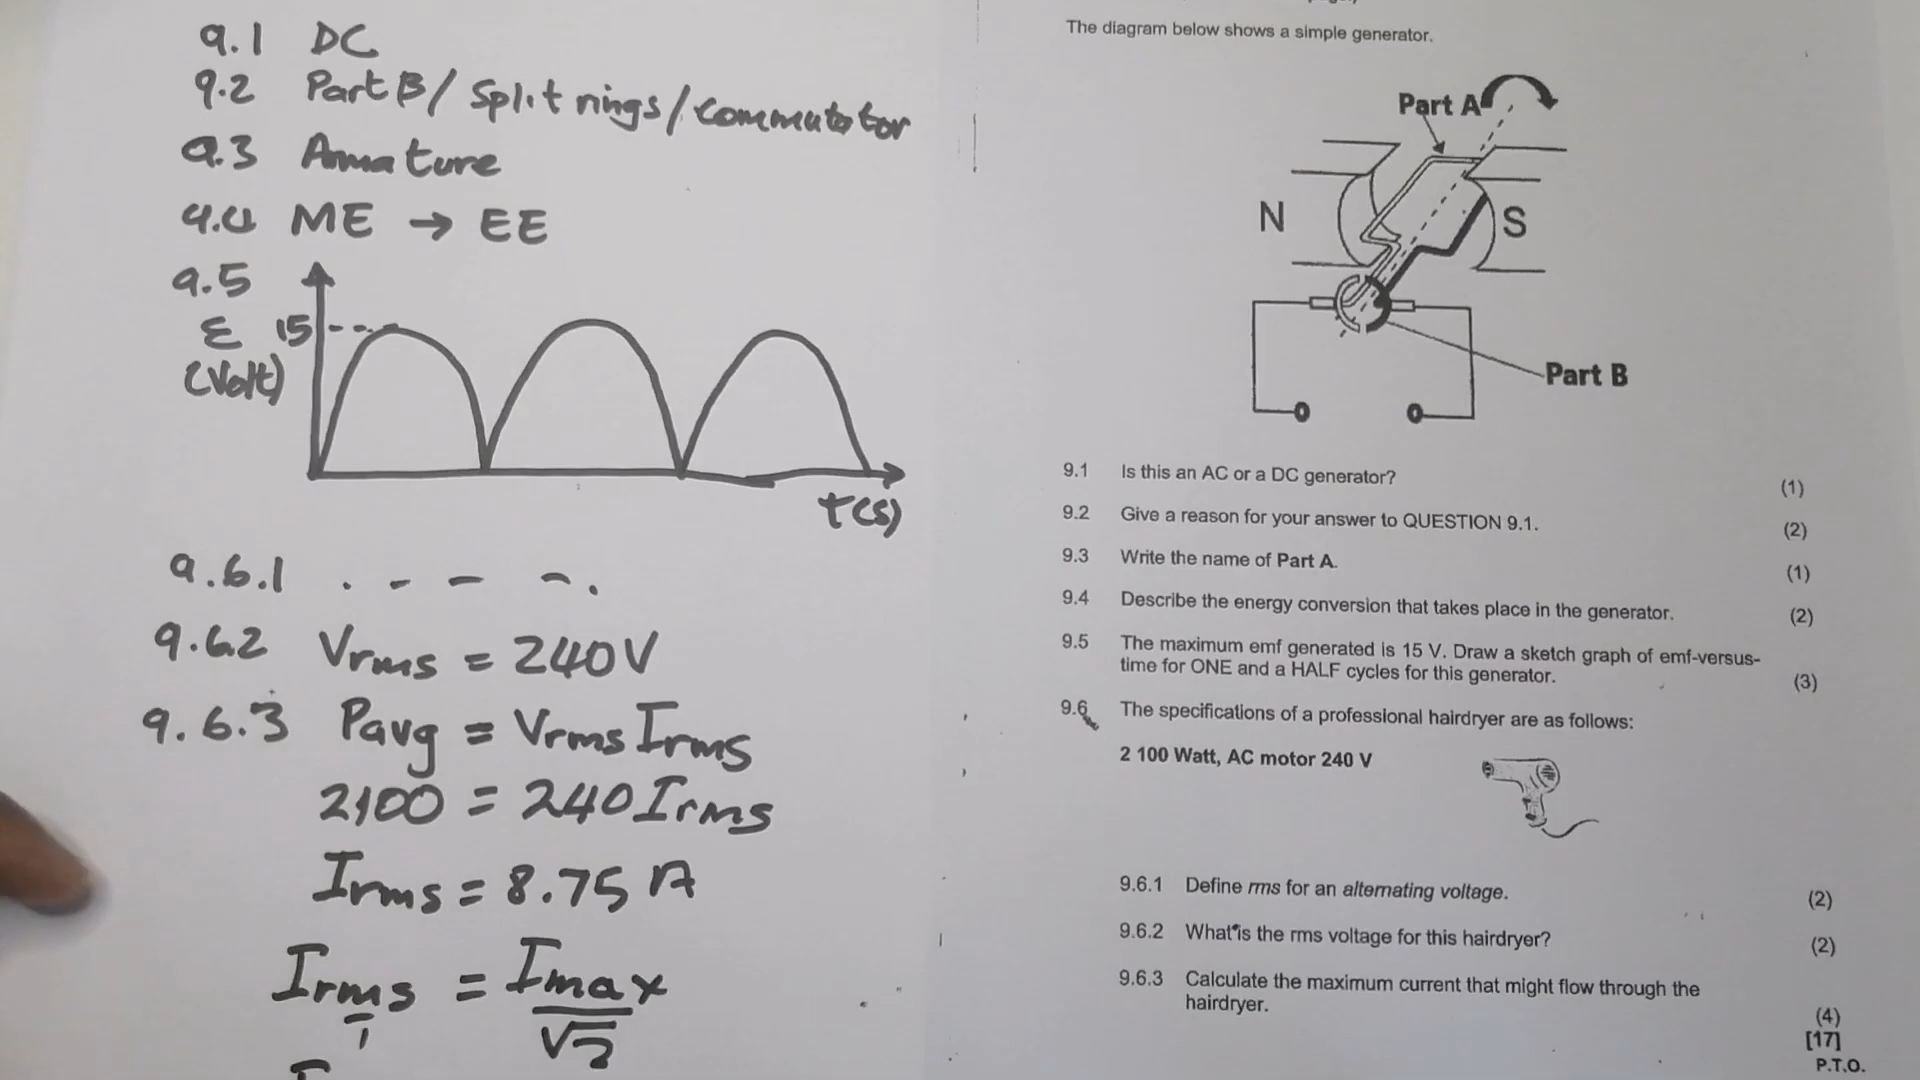 9.1 DC
9.2 Part B/ Split rings/commutator
9.3 Armature
9.4 ME → EE
9.5
ε 15
(Volt)
t(s)
9.6.1 . - - - .
9.6.2 Vrms = 240V
9.6.3 Pavg = Vrms Irms
2100 = 240 Irms
Irms = 8.75 A
Irms = Imax
√2
The diagram below shows a simple generator.
Part A
N
S
Part B
9.1 Is this an AC or a DC generator?
(1)
9.2 Give a reason for your answer to QUESTION 9.1.
(2)
9.3 Write the name of Part A.
(1)
9.4 Describe the energy conversion that takes place in the generator.
(2)
9.5 The maximum emf generated is 15 V. Draw a sketch graph of emf-versus-
time for ONE and a HALF cycles for this generator.
(3)
9.6 The specifications of a professional hairdryer are as follows:
2 100 Watt, AC motor 240 V
9.6.1 Define rms for an alternating voltage.
(2)
9.6.2 What is the rms voltage for this hairdryer?
(2)
9.6.3 Calculate the maximum current that might flow through the
hairdryer.
(4)
[17]
P.T.O.